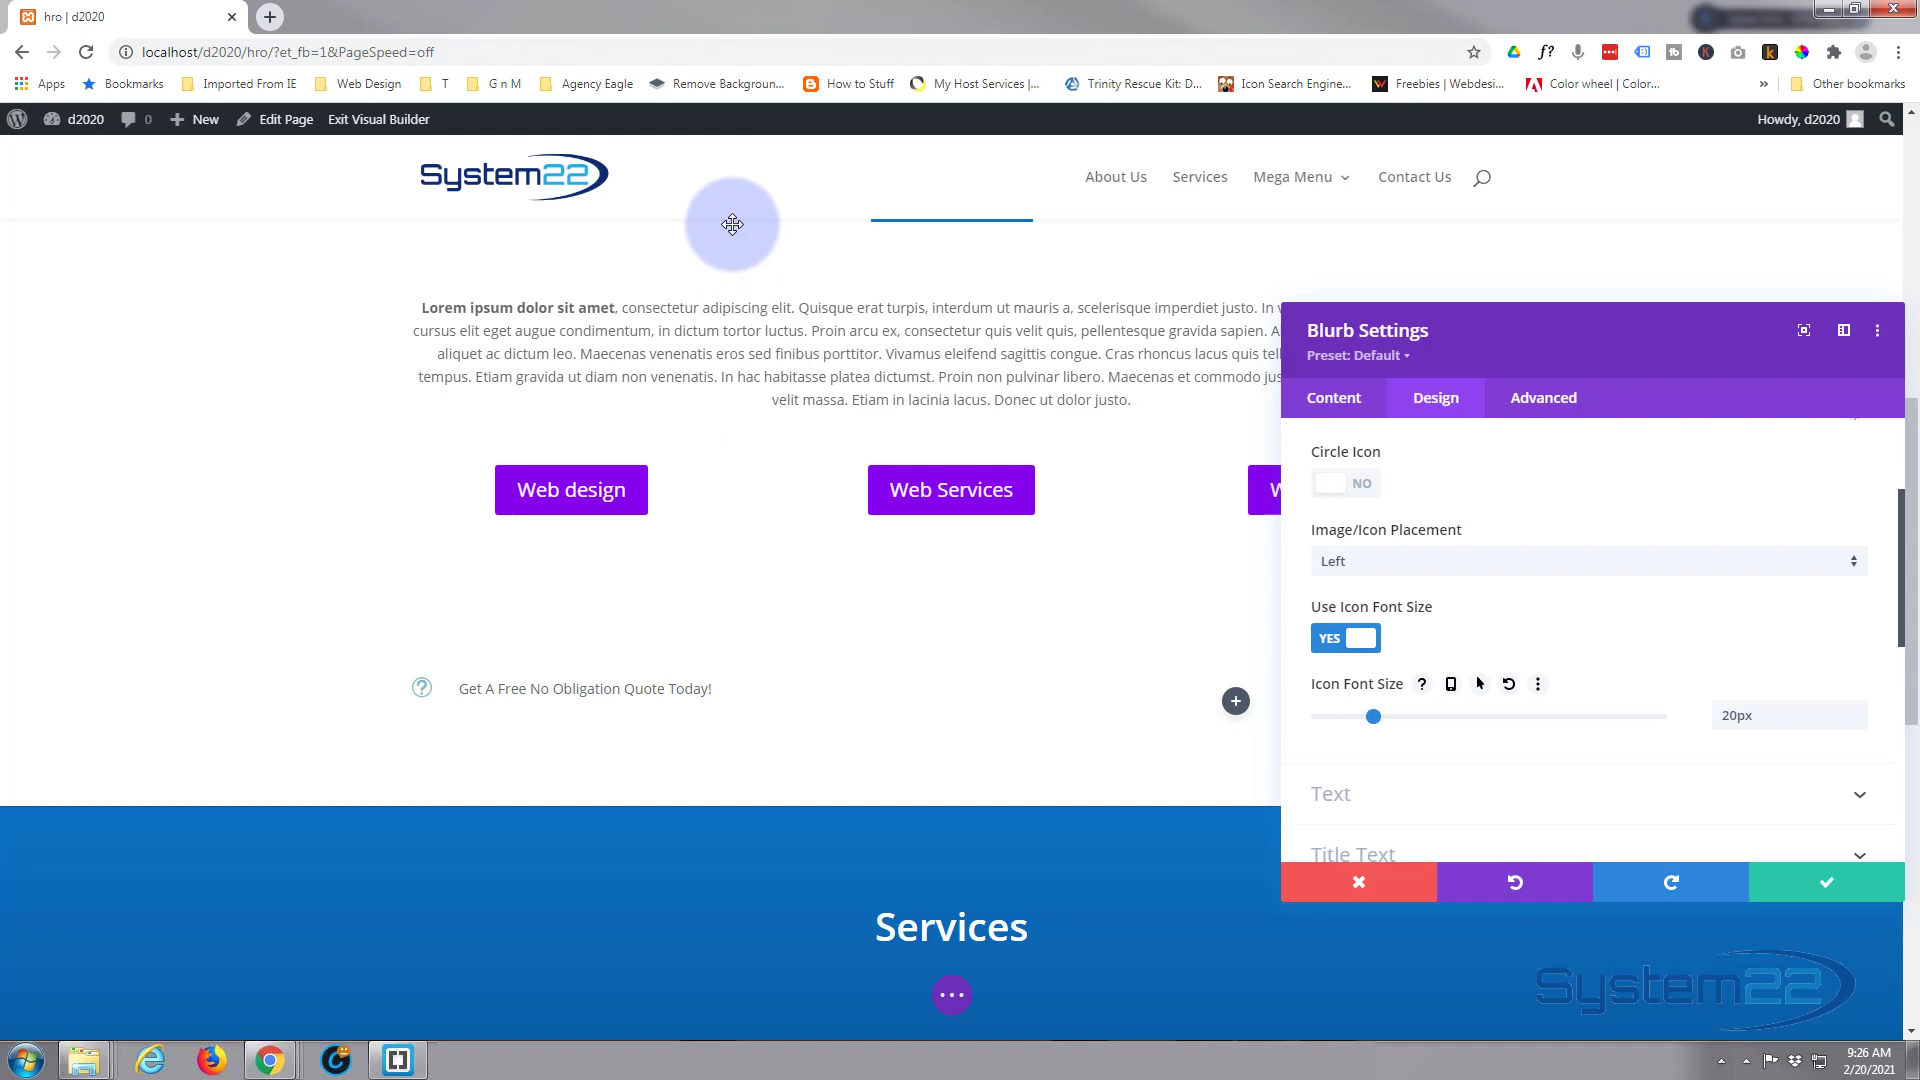 hro | d2020
localhost/d2020/hro/?et_fb=1&PageSpeed=off
Apps Bookmarks Imported From IE Web Design T G n M Agency Eagle Remove Backgroun... How to Stuff My Host Services |... Trinity Rescue Kit: D... Icon Search Engine... Freebies | Webdesi... Color wheel | Color... » Other bookmarks
d2020 0 New Edit Page Exit Visual Builder Howdy, d2020
System22 About Us Services Mega Menu Contact Us
Lorem ipsum dolor sit amet, consectetur adipiscing elit. Quisque erat turpis, interdum ut mauris a, scelerisque imperdiet justo. In
cursus elit eget augue condimentum, in dictum tortor luctus. Proin arcu ex, consectetur quis velit quis, pellentesque gravida sapien. A
aliquet ac dictum leo. Maecenas venenatis eros sed finibus porttitor. Vivamus eleifend sagittis congue. Cras rhoncus lacus quis tell
tempus. Etiam gravida ut diam non venenatis. In hac habitasse platea dictumst. Proin non pulvinar libero. Maecenas et commodo jus
velit massa. Etiam in lacinia lacus. Donec ut dolor justo.
Web design Web Services W
Get A Free No Obligation Quote Today!
Blurb Settings
Preset: Default
Content Design Advanced
Circle Icon
NO
Image/Icon Placement
Left
Use Icon Font Size
YES
Icon Font Size ?
20px
Text
Title Text
Services
System22
9:26 AM
2/20/2021